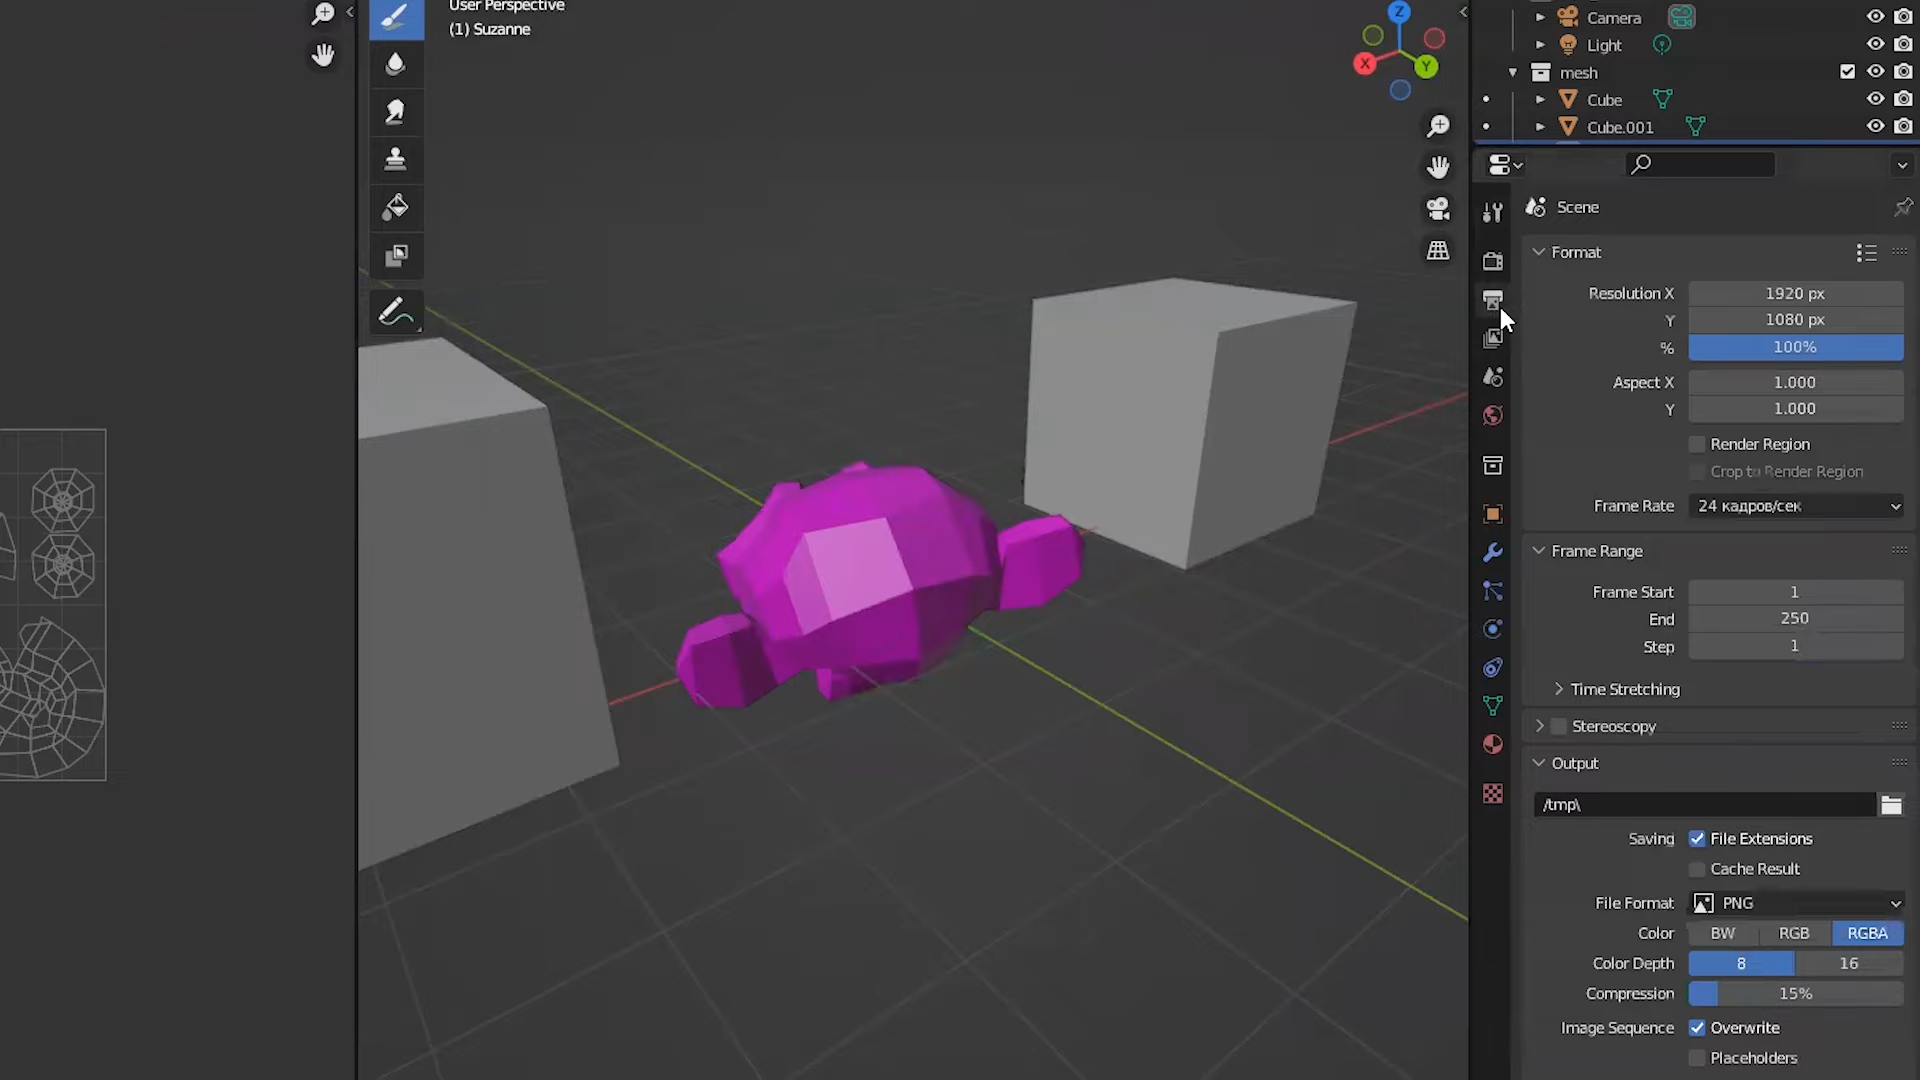 User Perspective
(1) Suzanne
Z
X
Y
Camera
Light
mesh
Cube
Cube.001
Scene
Format
Resolution X 1920 px
Y 1080 px
% 100%
Aspect X 1.000
Y 1.000
Render Region
Crop to Render Region
Frame Rate 24 кадров/сек
Frame Range
Frame Start 1
End 250
Step 1
Time Stretching
Stereoscopy
Output
/tmp\
Saving File Extensions
Cache Result
File Format PNG
Color BW RGB RGBA
Color Depth 8 16
Compression 15%
Image Sequence Overwrite
Placeholders